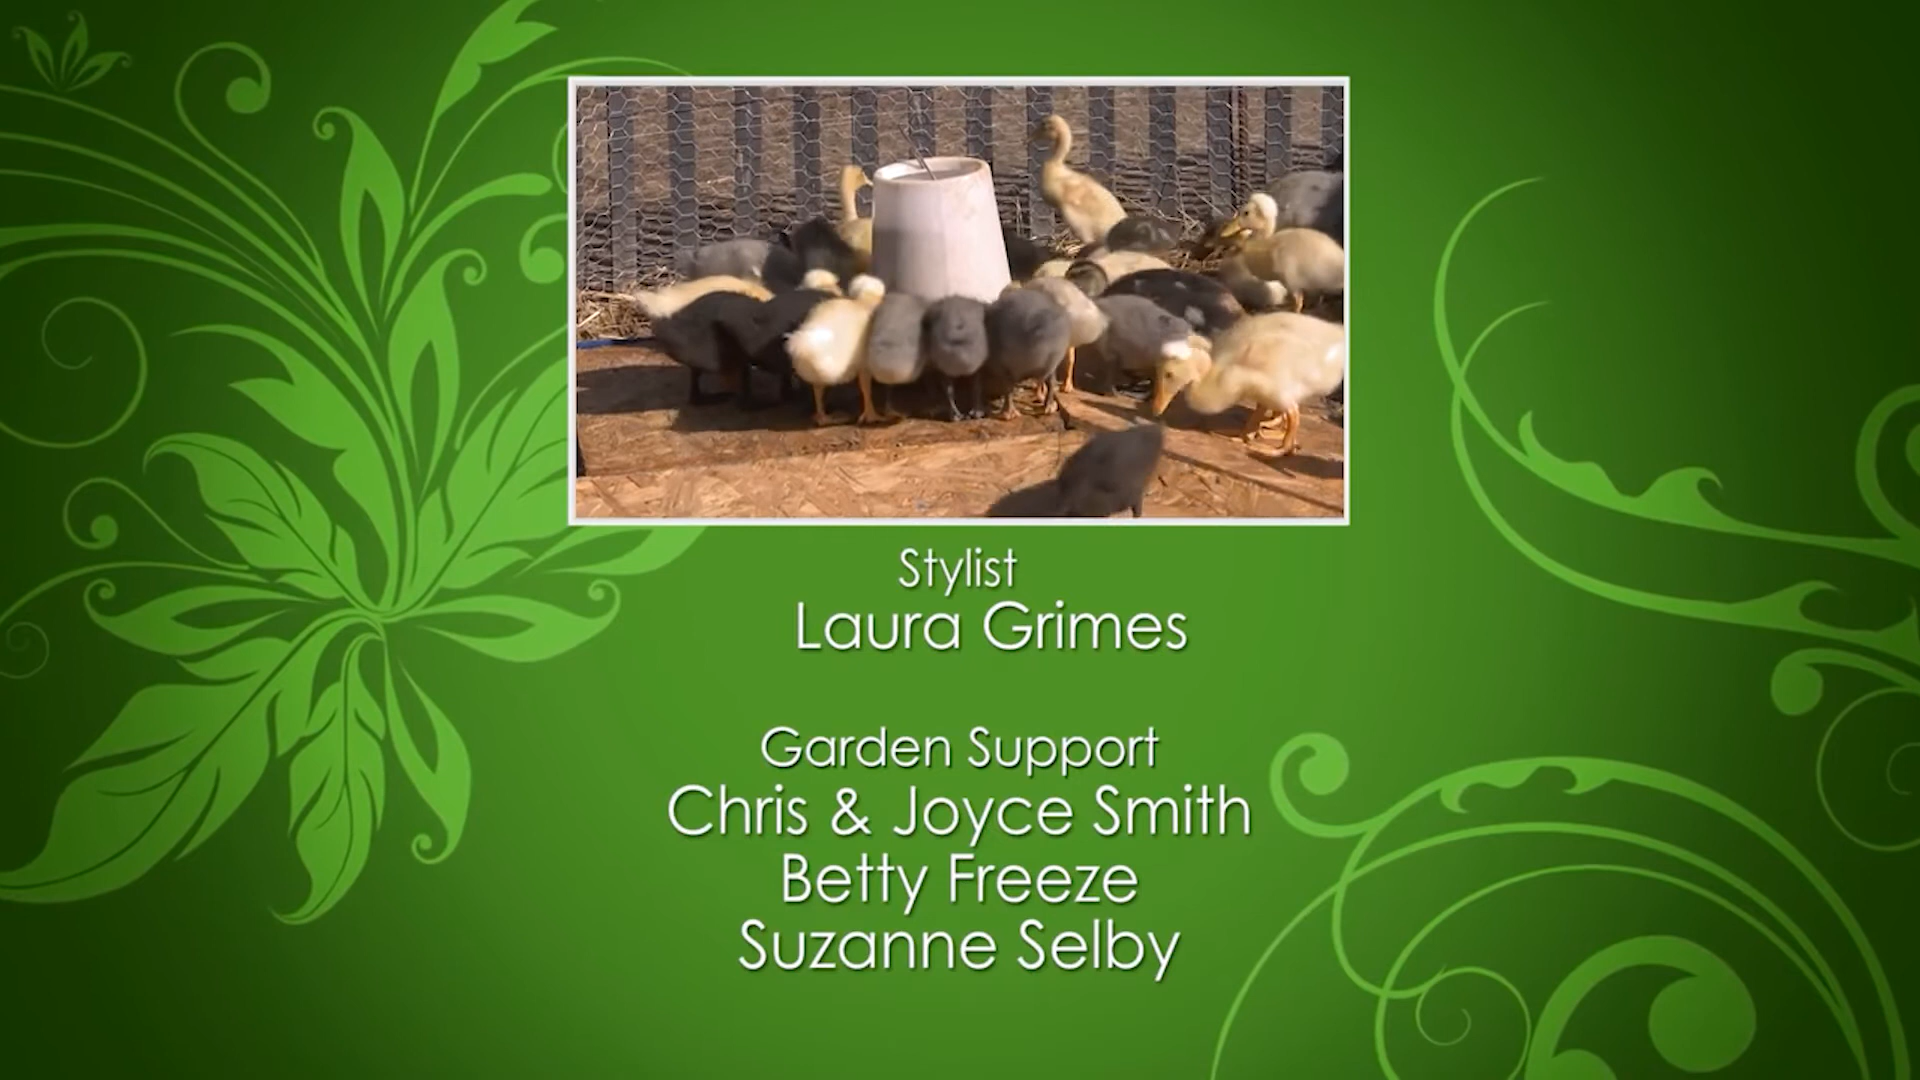 Stylist
Laura Grimes
Garden Support
Chris & Joyce Smith
Betty Freeze
Suzanne Selby